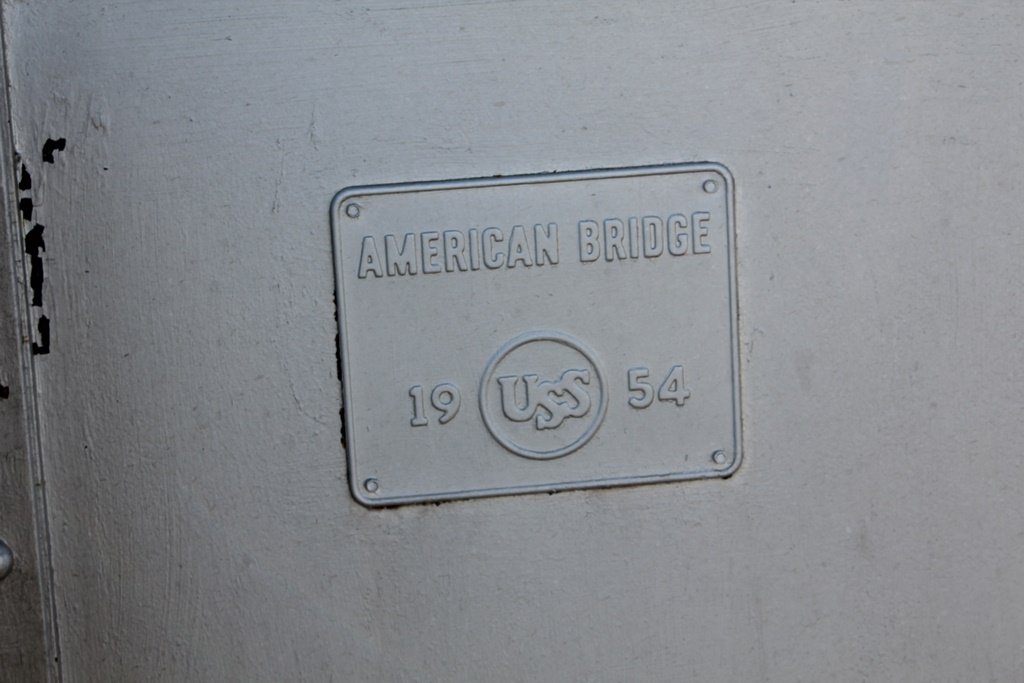 AMERICAN BRIDGE
19 USS 54